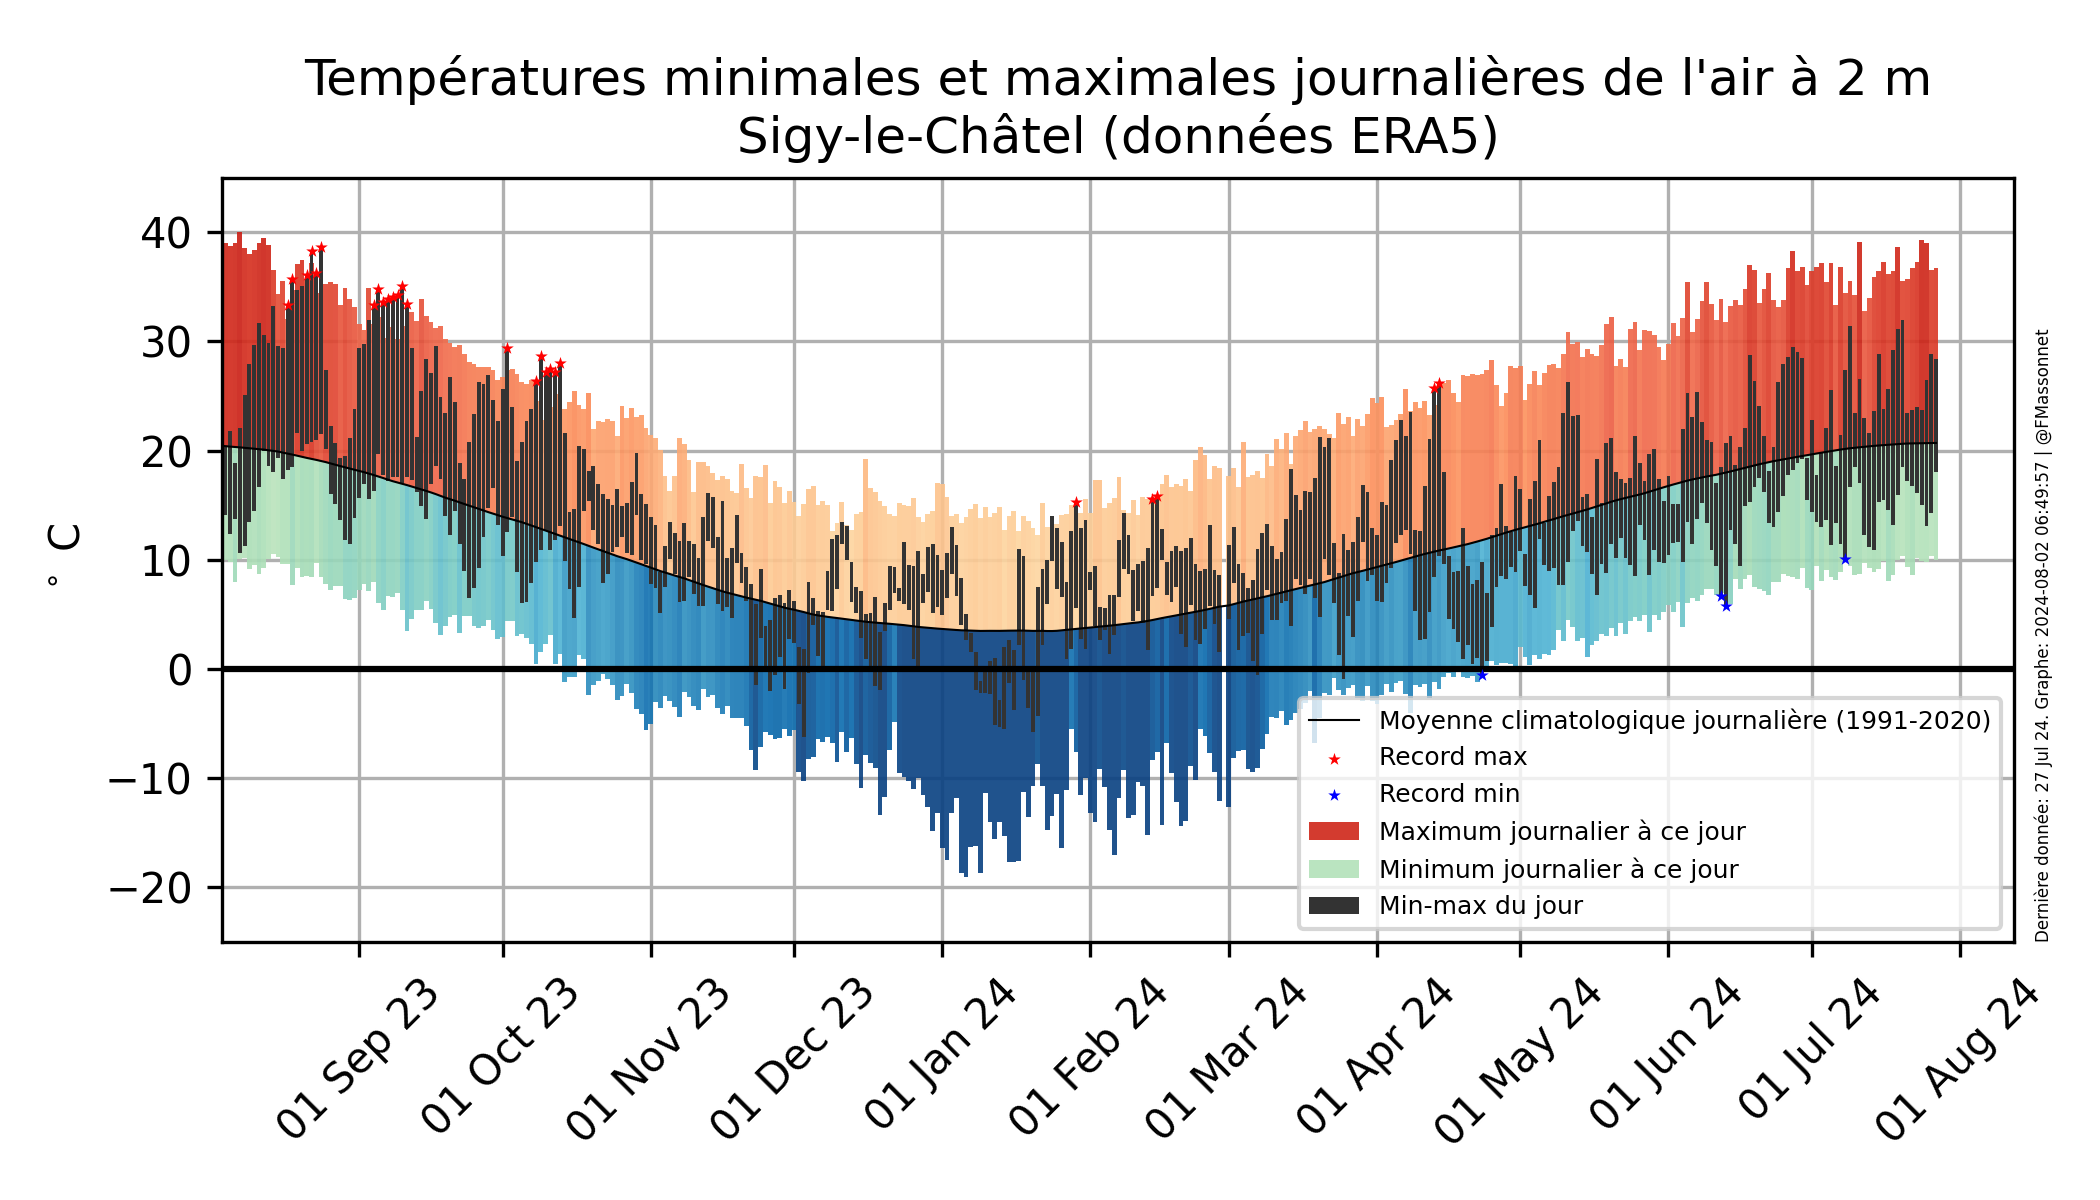 Températures minimales et maximales journalières de l'air à 2 m
Sigy-le-Châtel (données ERA5)
° C
40
30
20
10
0
−10
−20
01 Sep 23
01 Oct 23
01 Nov 23
01 Dec 23
01 Jan 24
01 Feb 24
01 Mar 24
01 Apr 24
01 May 24
01 Jun 24
01 Jul 24
01 Aug 24
Moyenne climatologique journalière (1991-2020)
Record max
Record min
Maximum journalier à ce jour
Minimum journalier à ce jour
Min-max du jour
Dernière donnée: 27 Jul 24. Graphe: 2024-08-02 06:49:57 | @FMassonnet